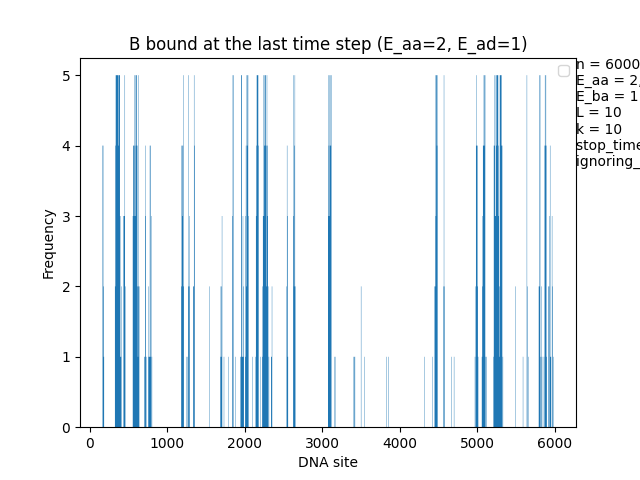 B bound at the last time step (E_aa=2, E_ad=1)
n = 6000
E_aa = 2,
E_ba = 1
L = 10
k = 10
stop_time
ignoring_
Frequency
5
4
3
2
1
0
0 1000 2000 3000 4000 5000 6000
DNA site